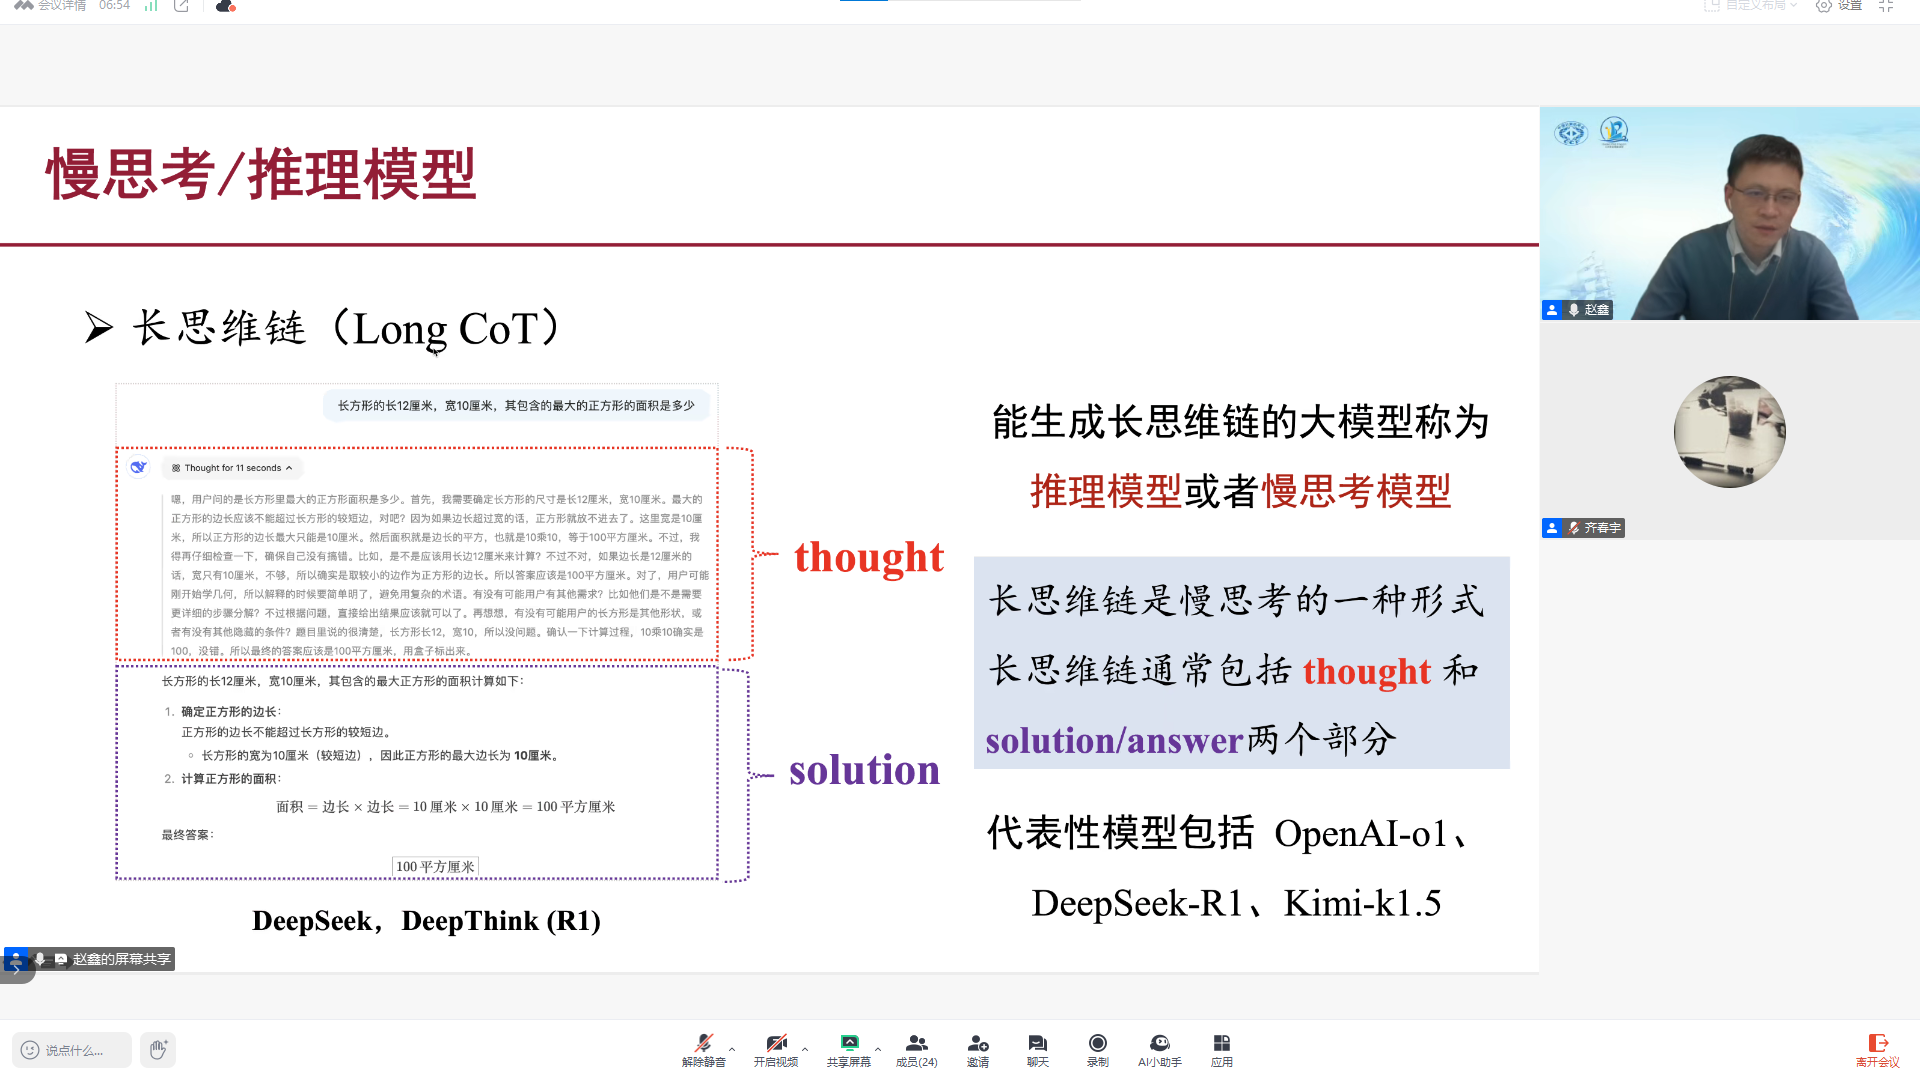 会议详情 06:54
自定义布局 设置
慢思考/推理模型
长思维链（Long CoT）
长方形的长12厘米，宽10厘米，其包含的最大的正方形的面积是多少
Thought for 11 seconds
嗯，用户问的是长方形里最大的正方形面积是多少。首先，我需要确定长方形的尺寸是长12厘米，宽10厘米。最大的
正方形的边长应该不能超过长方形的较短边，对吧？因为如果边长超过宽的话，正方形就放不进去了。这里宽是10厘
米，所以正方形的边长最大只能是10厘米。然后面积就是边长的平方，也就是10乘10，等于100平方厘米。不过，我
得再仔细检查一下，确保自己没有搞错。比如，是不是应该用长边12厘米来计算？不过不对，如果边长是12厘米的
话，宽只有10厘米，不够，所以确实是取较小的边作为正方形的边长。所以答案应该是100平方厘米。对了，用户可能
刚开始学几何，所以解释的时候要简单明了，避免用复杂的术语。有没有可能用户有其他需求？比如他们是不是需要
更详细的步骤分解？不过根据问题，直接给出结果应该就可以了。再想想，有没有可能用户的长方形是其他形状，或
者有没有其他隐藏的条件？题目里说的很清楚，长方形长12，宽10，所以没问题。确认一下计算过程，10乘10确实是
100，没错。所以最终的答案应该是100平方厘米，用盒子标出来。
thought
长方形的长12厘米，宽10厘米，其包含的最大正方形的面积计算如下：
1. 确定正方形的边长：
正方形的边长不能超过长方形的较短边。
长方形的宽为10厘米（较短边），因此正方形的最大边长为 10厘米。
2. 计算正方形的面积：
面积 = 边长 × 边长 = 10 厘米 × 10 厘米 = 100 平方厘米
最终答案：
100 平方厘米
solution
DeepSeek，DeepThink (R1)
能生成长思维链的大模型称为
推理模型或者慢思考模型
长思维链是慢思考的一种形式
长思维链通常包括 thought 和
solution/answer两个部分
代表性模型包括 OpenAI-o1、
DeepSeek-R1、Kimi-k1.5
赵鑫
齐春宇
赵鑫的屏幕共享
说点什么...
解除静音
开启视频
共享屏幕
成员(24)
邀请
聊天
录制
AI小助手
应用
离开会议